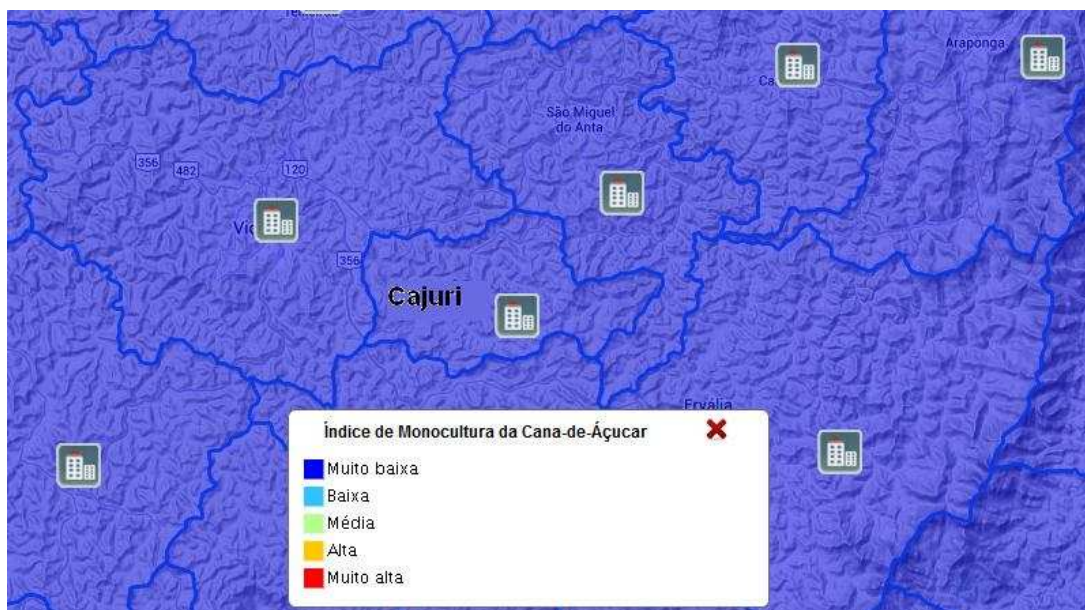 Araponga
São Miguel
do Anta
356
482
120
356
Cajuri
Ervália
Índice de Monocultura da Cana-de-Áçucar
Muito baixa
Baixa
Média
Alta
Muito alta